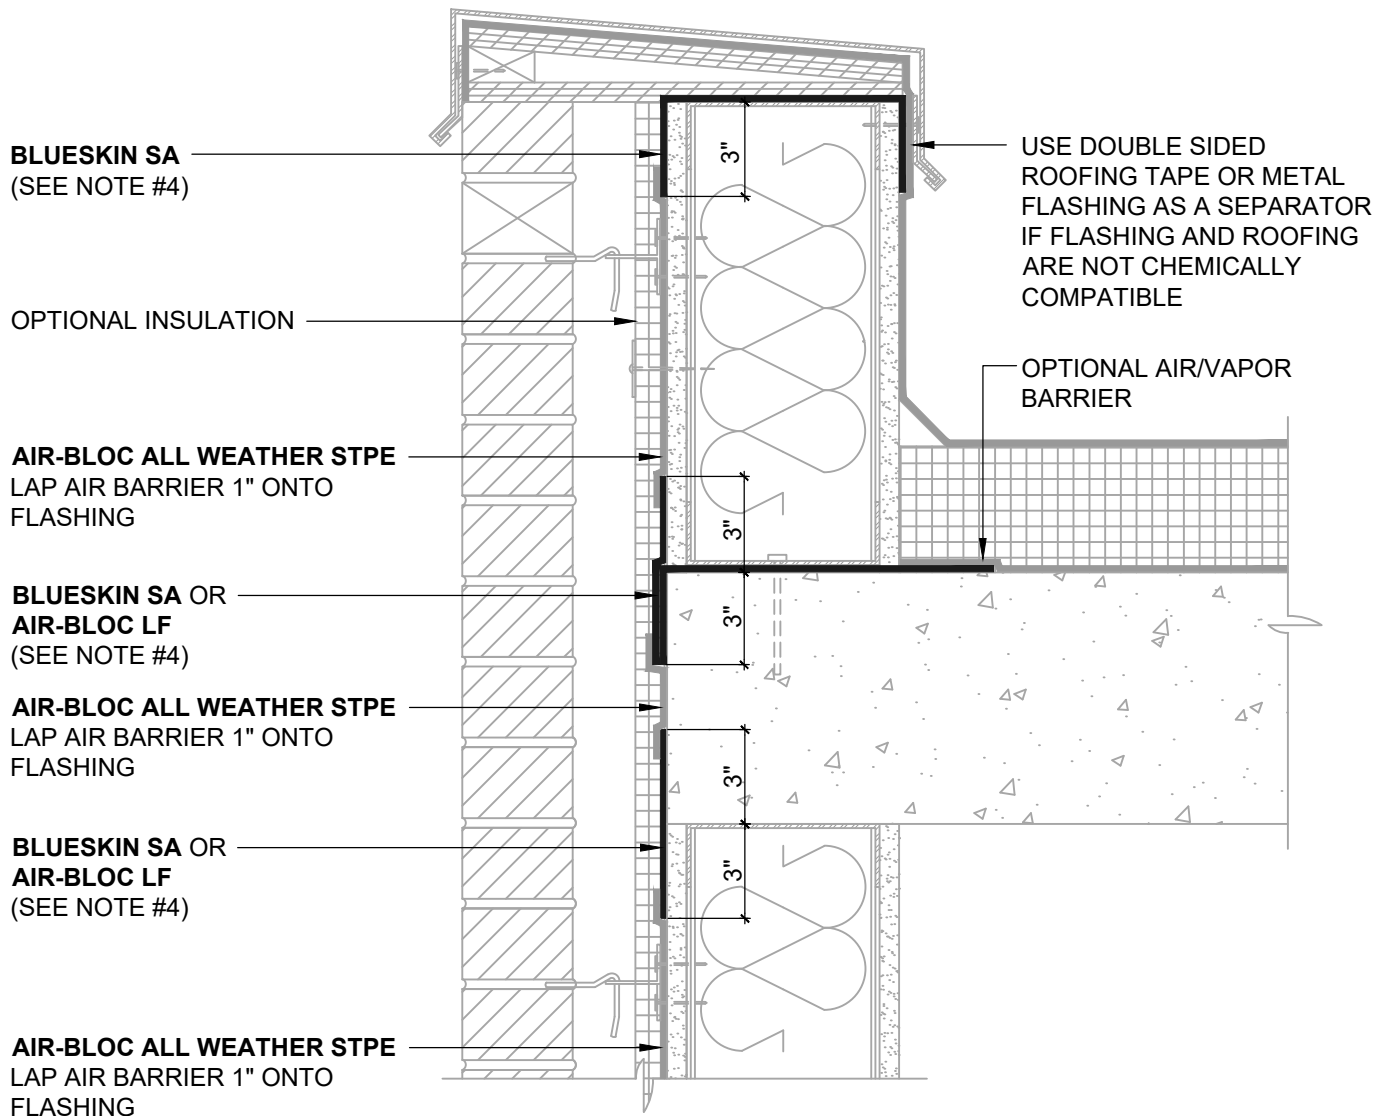 BLUESKIN SA
(SEE NOTE #4)
OPTIONAL INSULATION
AIR-BLOC ALL WEATHER STPE
LAP AIR BARRIER 1" ONTO
FLASHING
BLUESKIN SA OR
AIR-BLOC LF
(SEE NOTE #4)
AIR-BLOC ALL WEATHER STPE
LAP AIR BARRIER 1" ONTO
FLASHING
BLUESKIN SA OR
AIR-BLOC LF
(SEE NOTE #4)
AIR-BLOC ALL WEATHER STPE
LAP AIR BARRIER 1" ONTO
FLASHING
3"
3"
3"
3"
3"
USE DOUBLE SIDED
ROOFING TAPE OR METAL
FLASHING AS A SEPARATOR
IF FLASHING AND ROOFING
ARE NOT CHEMICALLY
COMPATIBLE
OPTIONAL AIR/VAPOR
BARRIER